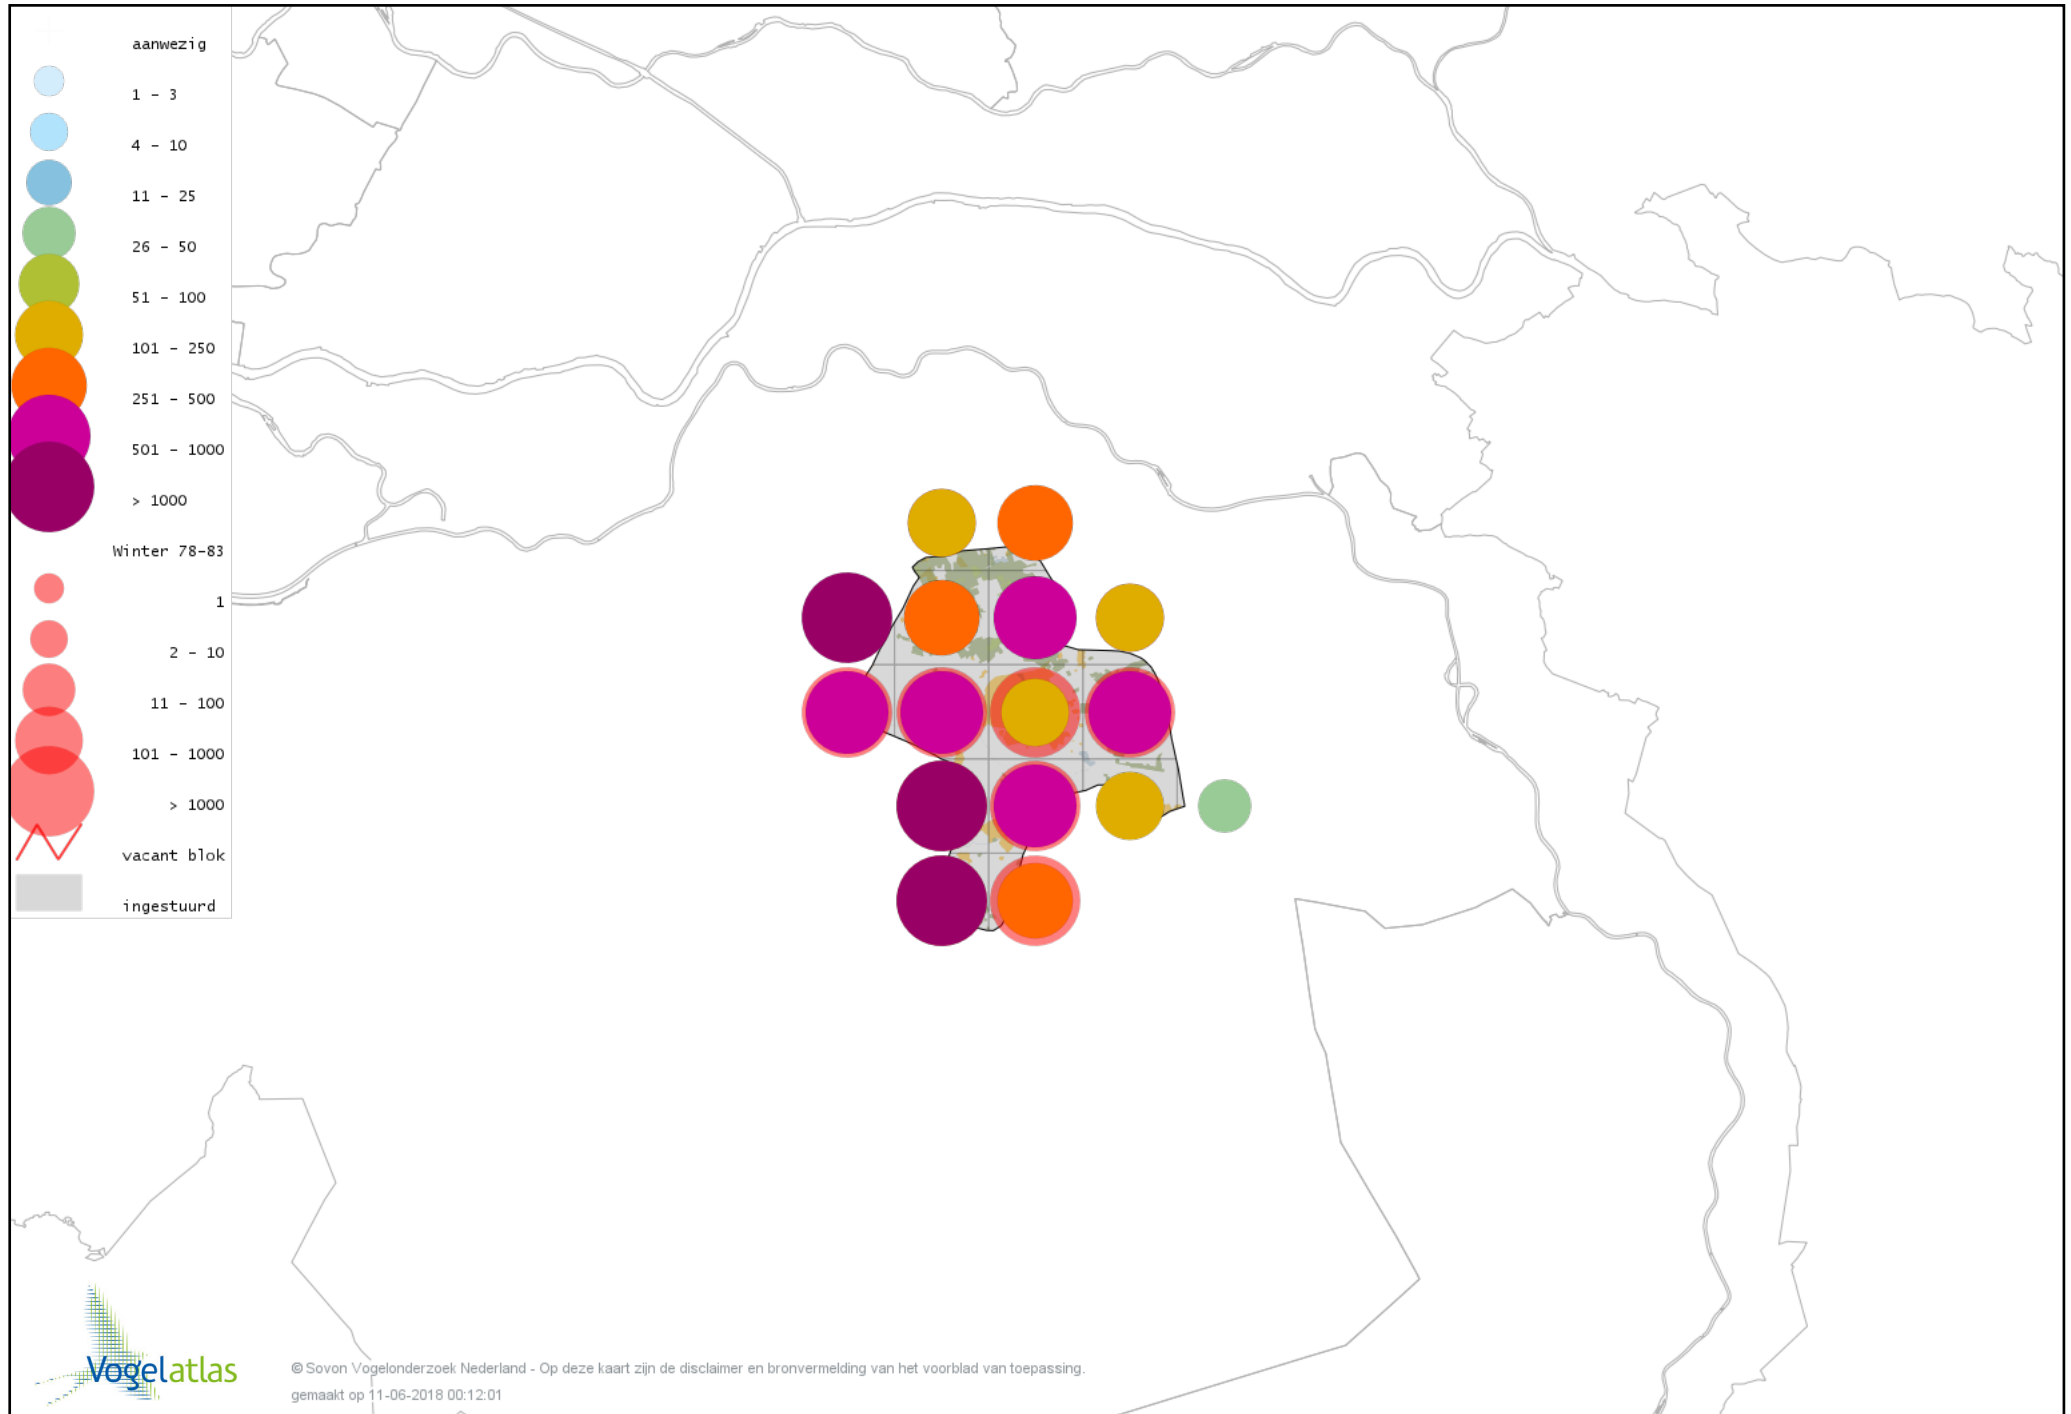 aanwezig
1 - 3
4 - 10
11 - 25
26 - 50
51 - 100
101 - 250
251 - 500
501 - 1000
> 1000
Winter 78-83
1
2 - 10
11 - 100
101 - 1000
> 1000
vacant blok
ingestuurd
Vogelatlas
© Sovon Vogelonderzoek Nederland - Op deze kaart zijn de disclaimer en bronvermelding van het voorblad van toepassing.
gemaakt op 11-06-2018 00:12:01